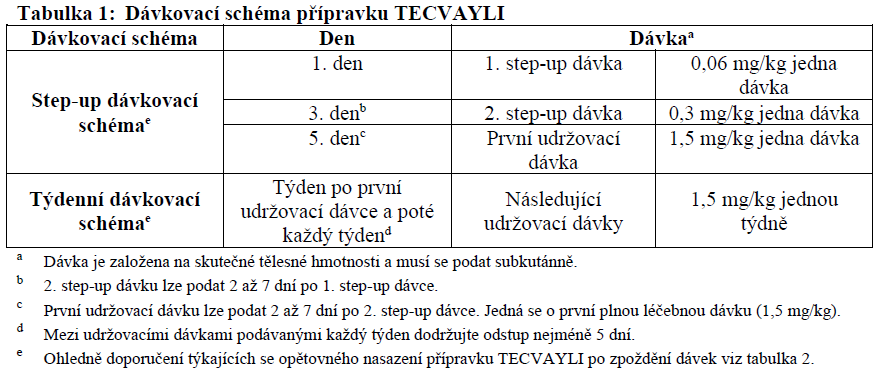 Tabulka 1:  Dávkovací schéma přípravku TECVAYLI
Dávkovací schéma Den Dávkaᵃ
Step-up dávkovací schémaᵉ
1. den 1. step-up dávka 0,06 mg/kg jedna dávka
3. denᵇ 2. step-up dávka 0,3 mg/kg jedna dávka
5. denᶜ První udržovací dávka 1,5 mg/kg jedna dávka
Týdenní dávkovací schémaᵉ
Týden po první udržovací dávce a poté každý týdenᵈ
Následující udržovací dávky
1,5 mg/kg jednou týdně
ᵃ Dávka je založena na skutečné tělesné hmotnosti a musí se podat subkutánně.
ᵇ 2. step-up dávku lze podat 2 až 7 dní po 1. step-up dávce.
ᶜ První udržovací dávku lze podat 2 až 7 dní po 2. step-up dávce. Jedná se o první plnou léčebnou dávku (1,5 mg/kg).
ᵈ Mezi udržovacími dávkami podávanými každý týden dodržujte odstup nejméně 5 dní.
ᵉ Ohledně doporučení týkajících se opětovného nasazení přípravku TECVAYLI po zpoždění dávek viz tabulka 2.